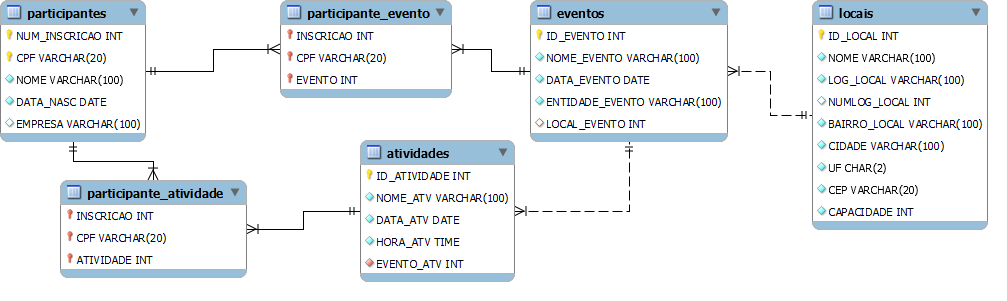 participantes
NUM_INSCRICAO INT
CPF VARCHAR(20)
NOME VARCHAR(100)
DATA_NASC DATE
EMPRESA VARCHAR(100)
participante_evento
INSCRICAO INT
CPF VARCHAR(20)
EVENTO INT
eventos
ID_EVENTO INT
NOME_EVENTO VARCHAR(100)
DATA_EVENTO DATE
ENTIDADE_EVENTO VARCHAR(100)
LOCAL_EVENTO INT
locais
ID_LOCAL INT
NOME VARCHAR(100)
LOG_LOCAL VARCHAR(100)
NUMLOG_LOCAL INT
BAIRRO_LOCAL VARCHAR(100)
CIDADE VARCHAR(100)
UF CHAR(2)
CEP VARCHAR(20)
CAPACIDADE INT
participante_atividade
INSCRICAO INT
CPF VARCHAR(20)
ATIVIDADE INT
atividades
ID_ATIVIDADE INT
NOME_ATV VARCHAR(100)
DATA_ATV DATE
HORA_ATV TIME
EVENTO_ATV INT